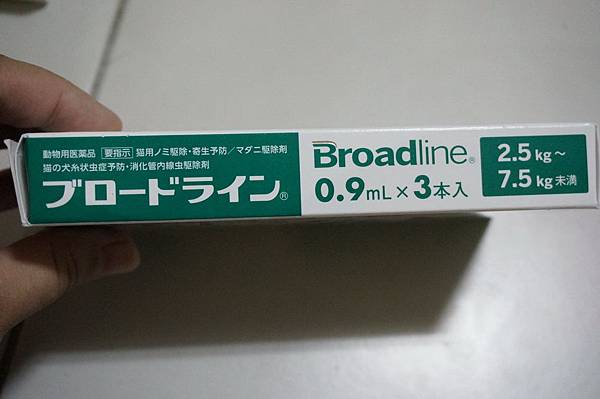 動物用医薬品 要指示 猫用ノミ駆除・寄生予防/マダニ駆除剤
猫の犬糸状虫症予防・消化管内線虫駆除剤
ブロードライン®
Broadline®
0.9mL×3本入
2.5kg〜
7.5kg未満